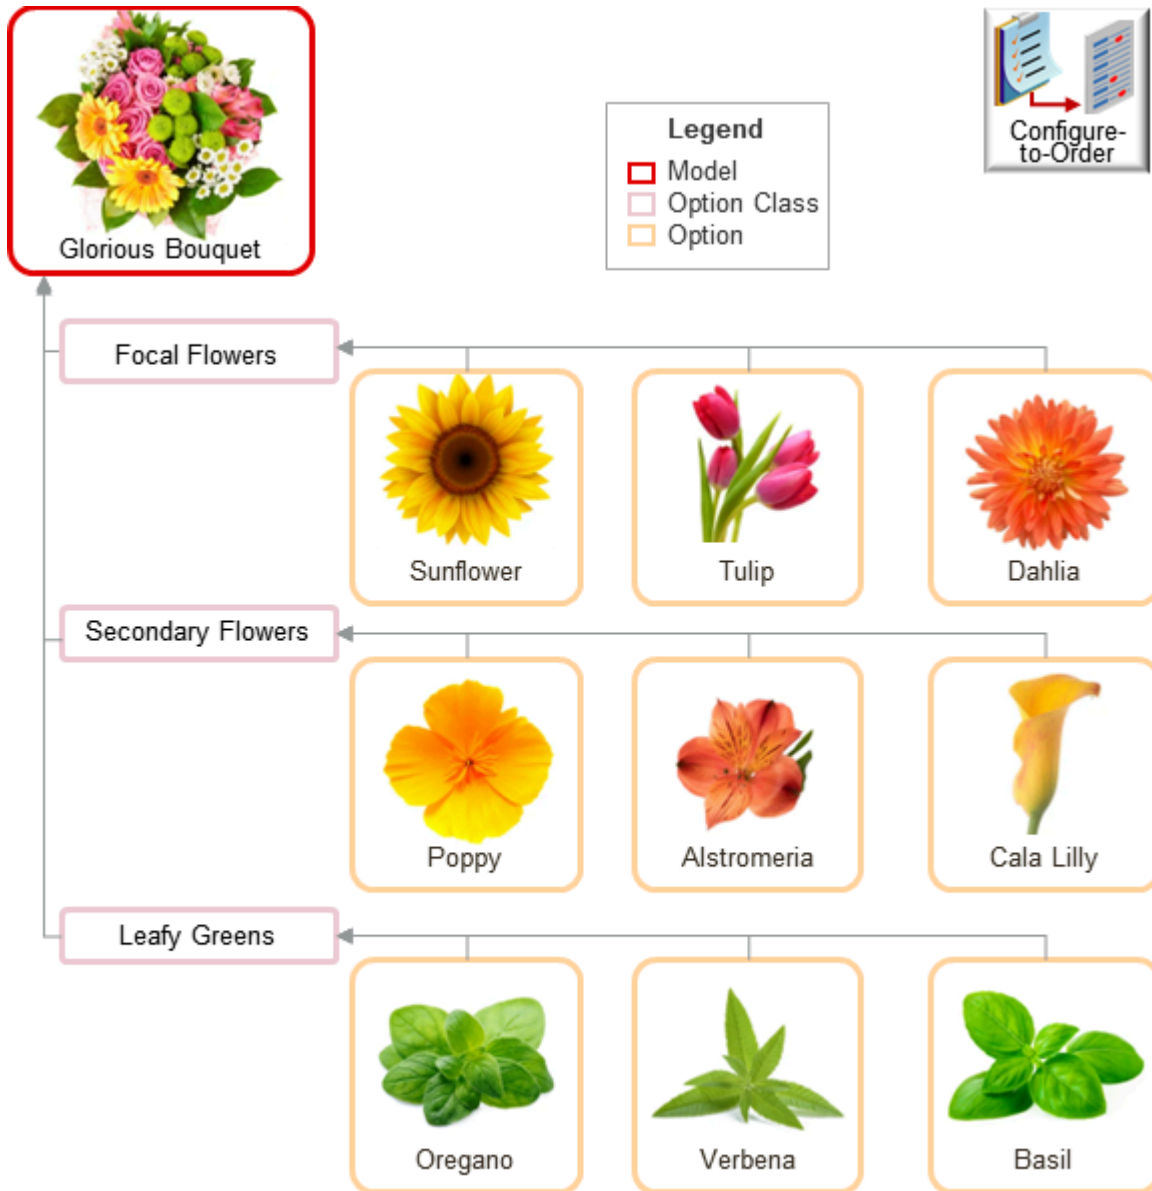 Glorious Bouquet
Legend
Model
Option Class
Option
Configure-
to-Order
Focal Flowers
Sunflower
Tulip
Dahlia
Secondary Flowers
Poppy
Alstromeria
Cala Lilly
Leafy Greens
Oregano
Verbena
Basil